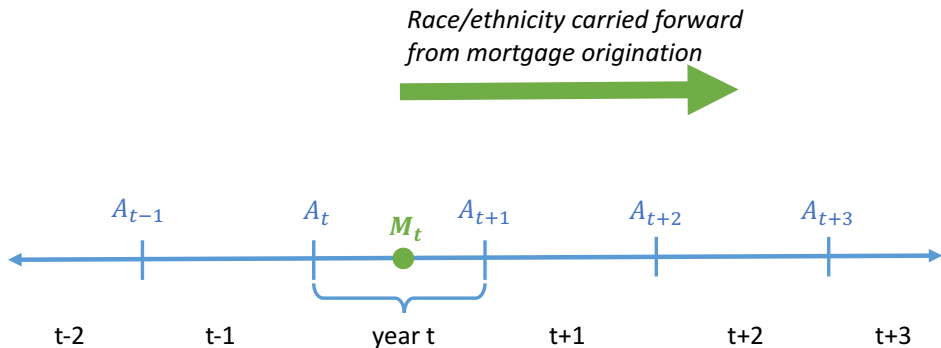 Race/ethnicity carried forward
from mortgage origination
A_{t−1} A_t A_{t+1} A_{t+2} A_{t+3}
M_t
t-2 t-1 year t t+1 t+2 t+3